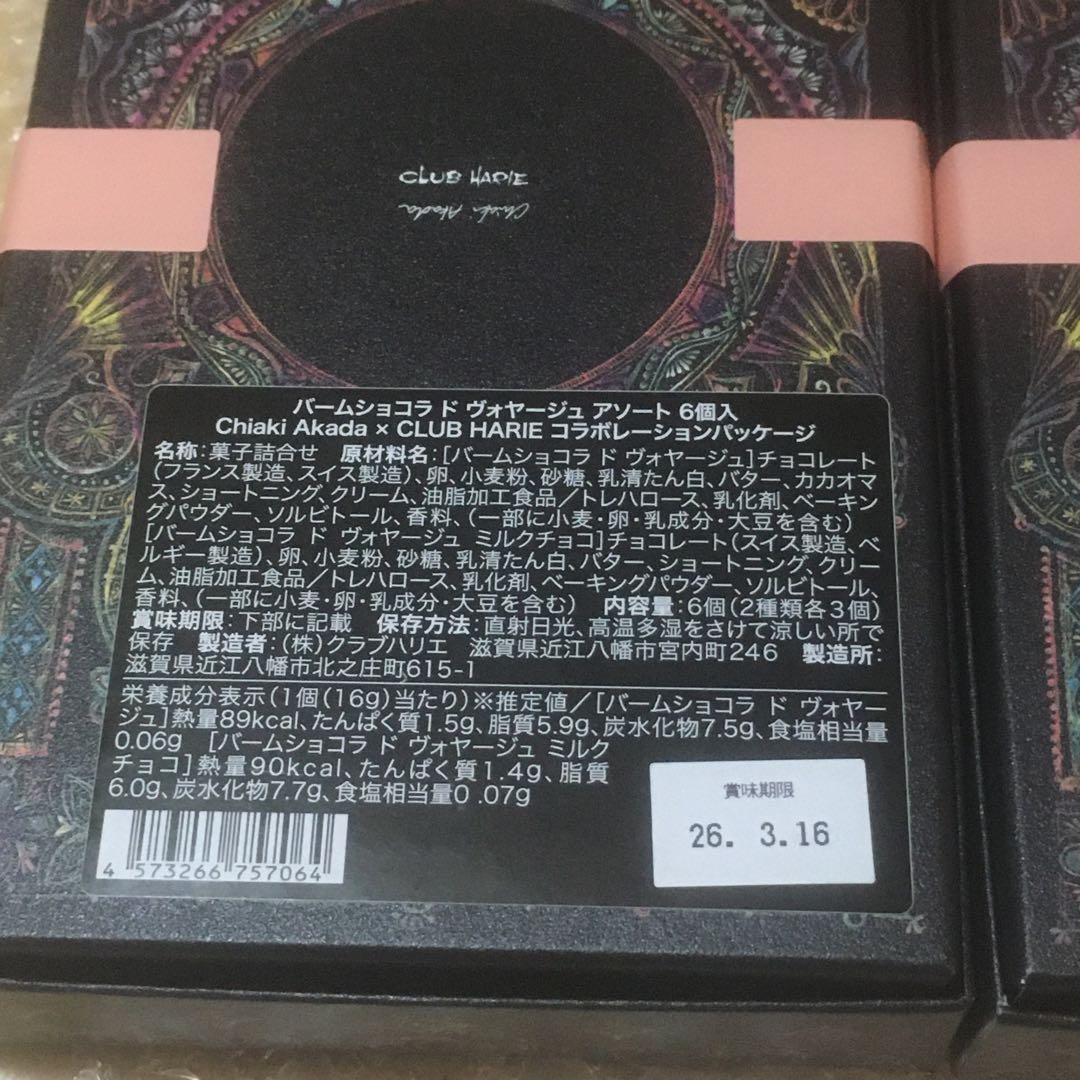 CLUB HARIE
Chiaki Akada
バームショコラ ド ヴォヤージュ アソート 6個入
Chiaki Akada × CLUB HARIE コラボレーションパッケージ
名称:菓子詰合せ 原材料名:[バームショコラ ド ヴォヤージュ]チョコレート
(フランス製造、スイス製造)、卵、小麦粉、砂糖、乳清たん白、バター、カカオマ
ス、ショートニング、クリーム、油脂加工食品/トレハロース、乳化剤、ベーキン
グパウダー、ソルビトール、香料、(一部に小麦・卵・乳成分・大豆を含む)
[バームショコラ ド ヴォヤージュ ミルクチョコ]チョコレート(スイス製造、ベ
ルギー製造)、卵、小麦粉、砂糖、乳清たん白、バター、ショートニング、クリー
ム、油脂加工食品/トレハロース、乳化剤、ベーキングパウダー、ソルビトール、
香料、(一部に小麦・卵・乳成分・大豆を含む) 内容量:6個(2種類各3個)
賞味期限:下部に記載 保存方法:直射日光、高温多湿をさけて涼しい所で
保存 製造者:(株)クラブハリエ 滋賀県近江八幡市宮内町246 製造所:
滋賀県近江八幡市北之庄町615-1
栄養成分表示(1個(16g)当たり)※推定値/[バームショコラ ド ヴォヤー
ジュ]熱量89kcal、たんぱく質1.5g、脂質5.9g、炭水化物7.5g、食塩相当量
0.06g [バームショコラ ド ヴォヤージュ ミルク
チョコ]熱量90kcal、たんぱく質1.4g、脂質
6.0g、炭水化物7.7g、食塩相当量0 .07g
賞味期限
26. 3.16
4 573266 757064